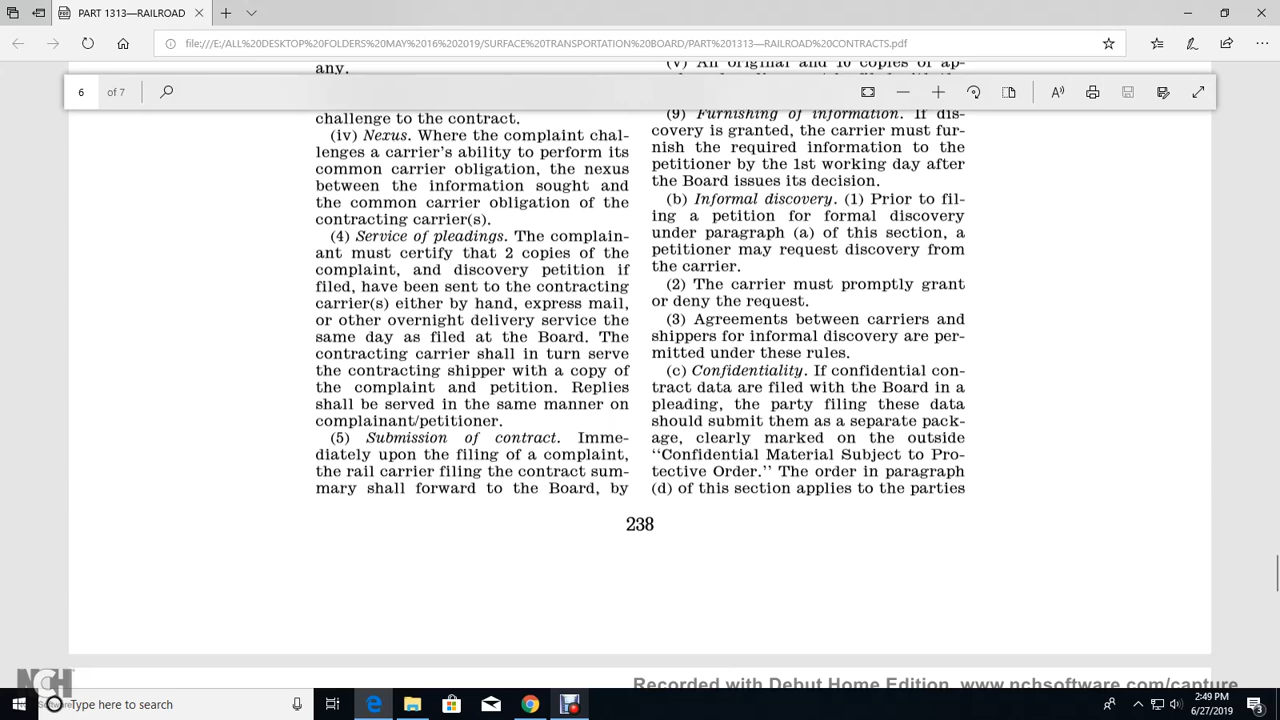 PART 1313—RAILROAD
file:///E:/ALL%20DESKTOP%20FOLDERS%20MAY%2016%202019/SURFACE%20TRANSPORTATION%20BOARD/PART%201313—RAILROAD%20CONTRACTS.pdf
6 of 7
any.
challenge to the contract.
(iv) Nexus. Where the complaint chal-
lenges a carrier's ability to perform its
common carrier obligation, the nexus
between the information sought and
the common carrier obligation of the
contracting carrier(s).
(4) Service of pleadings. The complain-
ant must certify that 2 copies of the
complaint, and discovery petition if
filed, have been sent to the contracting
carrier(s) either by hand, express mail,
or other overnight delivery service the
same day as filed at the Board. The
contracting carrier shall in turn serve
the contracting shipper with a copy of
the complaint and petition. Replies
shall be served in the same manner on
complainant/petitioner.
(5) Submission of contract. Imme-
diately upon the filing of a complaint,
the rail carrier filing the contract sum-
mary shall forward to the Board, by
(v) An original and 10 copies of ap-
(9) Furnishing of information. If dis-
covery is granted, the carrier must fur-
nish the required information to the
petitioner by the 1st working day after
the Board issues its decision.
(b) Informal discovery. (1) Prior to fil-
ing a petition for formal discovery
under paragraph (a) of this section, a
petitioner may request discovery from
the carrier.
(2) The carrier must promptly grant
or deny the request.
(3) Agreements between carriers and
shippers for informal discovery are per-
mitted under these rules.
(c) Confidentiality. If confidential con-
tract data are filed with the Board in a
pleading, the party filing these data
should submit them as a separate pack-
age, clearly marked on the outside
‘‘Confidential Material Subject to Pro-
tective Order.’’ The order in paragraph
(d) of this section applies to the parties
238
NCH
Software
Recorded with Debut Home Edition. www.nchsoftware.com/capture
Type here to search
2:49 PM
6/27/2019